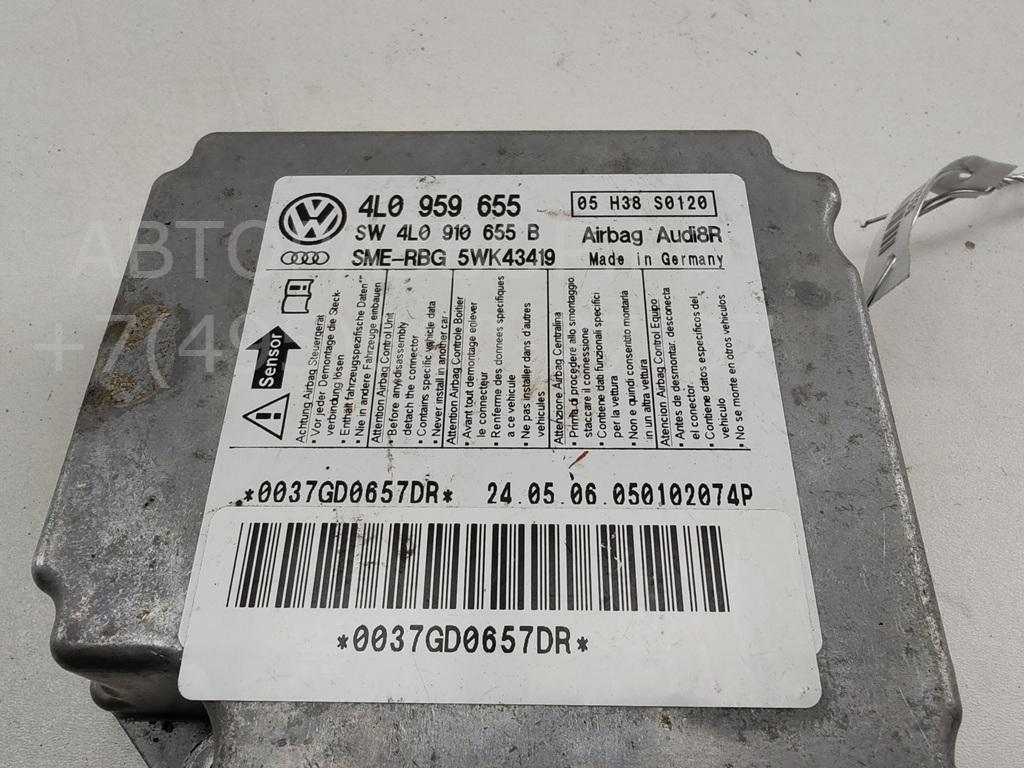 4L0 959 655
05 H38 S0120
SW 4L0 910 655 B
Airbag Audi8R
SME-RBG 5WK43419
Made in Germany
Sensor
Achtung Airbag Steuergerät
• Vor jeder Demontage die Steck-
verbindung lösen
• Enthält fahrzeugspezifische Daten
• Nie in andere Fahrzeuge einbauen
Attention Airbag Control Unit
• Before any disassembly
detach the connector
• Contains specific vehicle data
• Never install in another car
Attention Airbag Controle Boitier
• Avant tout demontage enlever
le connecteur
• Renferme des donnees specifiques
a ce vehicule
• Ne pas installer dans d'autres
vehicules
Attenzione Airbag Centralina
• Prima di procedere allo smontaggio
staccare il connessione
• Contiene dati funzionali specifici
per la vettura
• Non e quindi consentito montarla
in un altra vettura
Atencion Airbag Control Equipo
• Antes de desmontar, desconecta
el conector.
• Contiene datos especificos del
vehiculo
• No se monte en otros vehiculos
*0037GD0657DR* 24.05.06.050102074P
*0037GD0657DR*